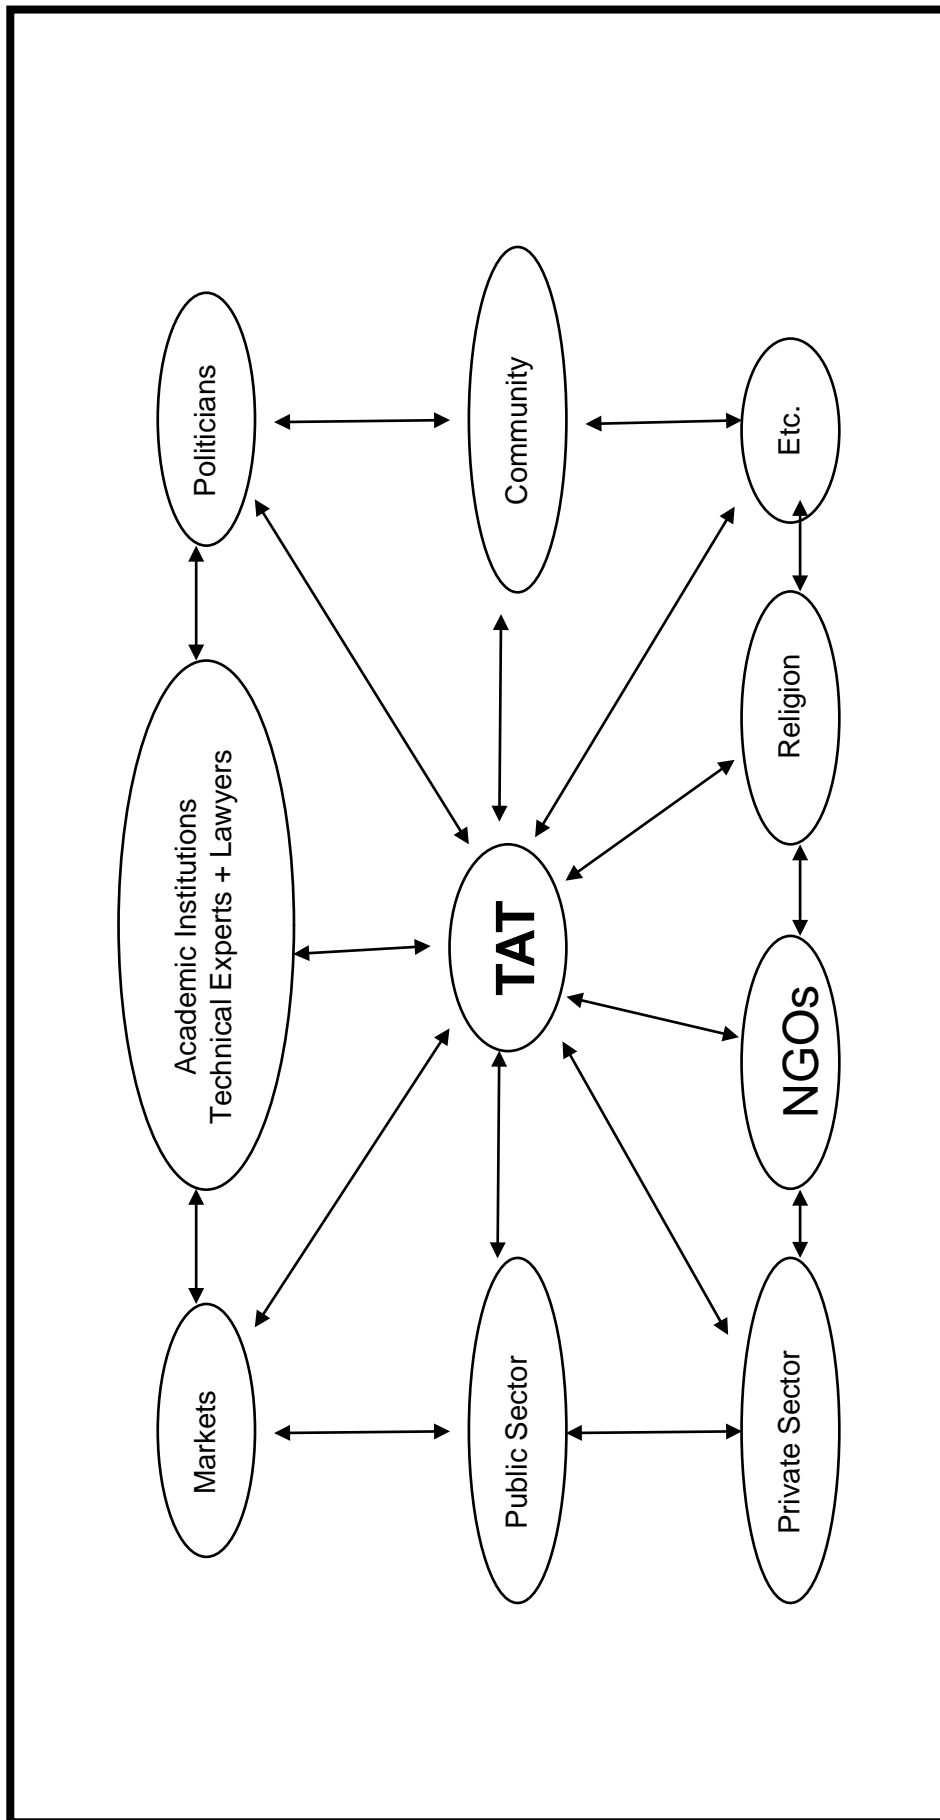 Markets
Academic Institutions
Technical Experts + Lawyers
Politicians
Public Sector
TAT
Community
Private Sector
NGOs
Religion
Etc.